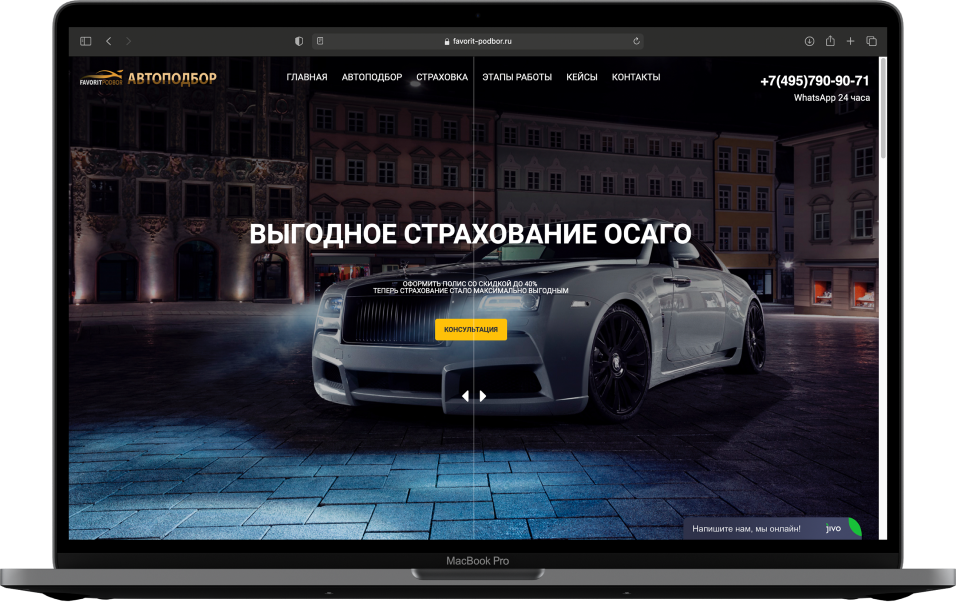 favorit-podbor.ru
FAVORITPODBOR
АВТОПОДБОР
ГЛАВНАЯ АВТОПОДБОР СТРАХОВКА ЭТАПЫ РАБОТЫ КЕЙСЫ КОНТАКТЫ
+7(495)790-90-71
WhatsApp 24 часа
ВЫГОДНОЕ СТРАХОВАНИЕ ОСАГО
ОФОРМИТЬ ПОЛИС СО СКИДКОЙ ДО 40%
ТЕПЕРЬ СТРАХОВАНИЕ СТАЛО МАКСИМАЛЬНО ВЫГОДНЫМ
КОНСУЛЬТАЦИЯ
Напишите нам, мы онлайн! jivo
MacBook Pro